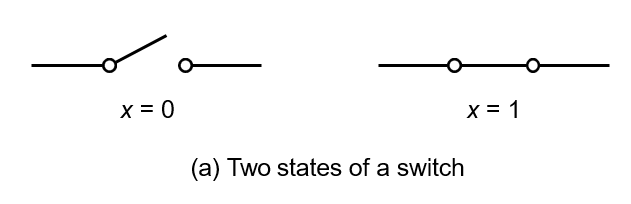 x = 0
x = 1
(a) Two states of a switch